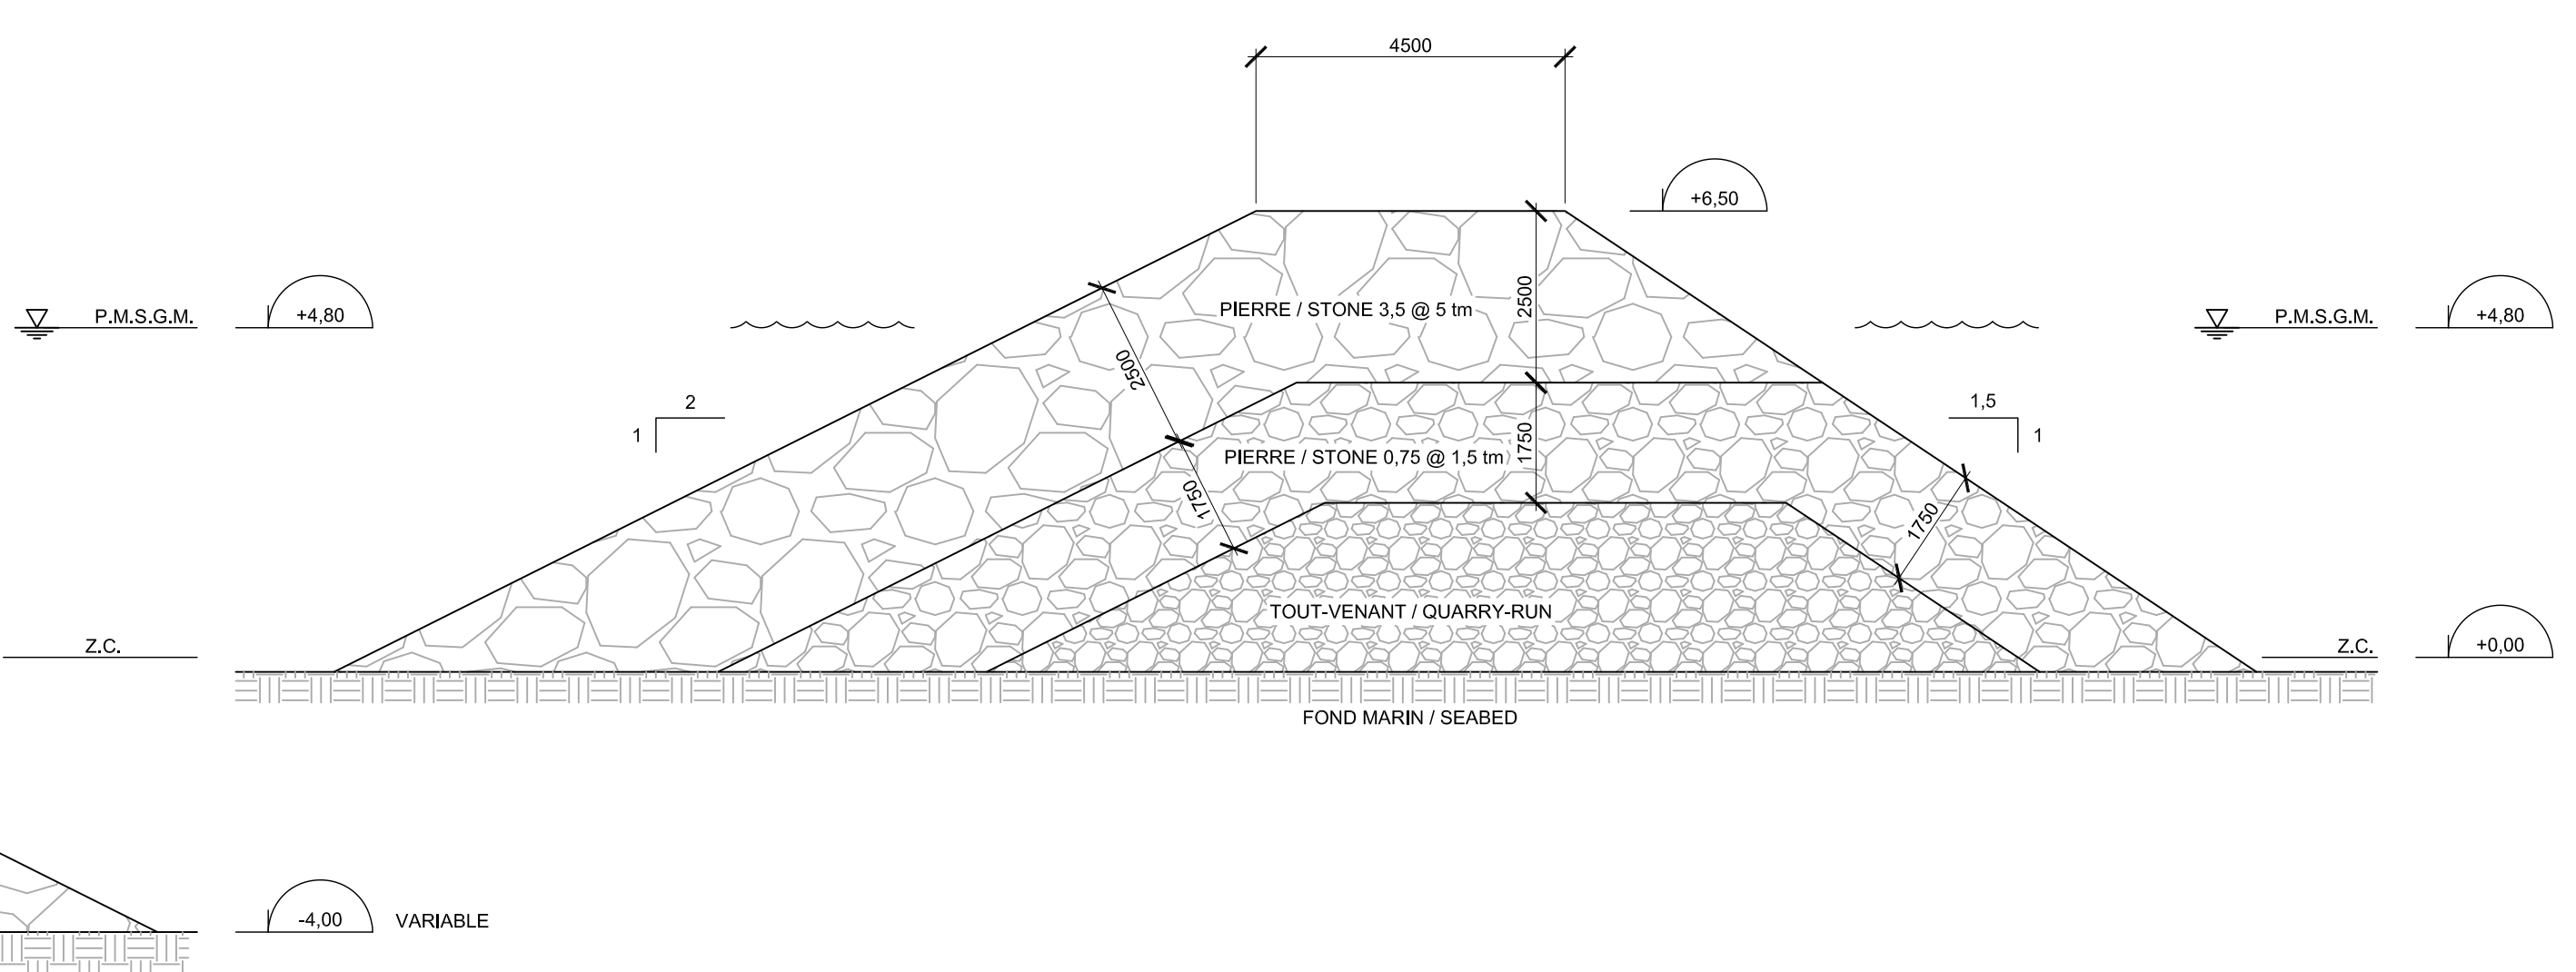 4500
+6,50
P.M.S.G.M.
+4,80
PIERRE / STONE 3,5 @ 5 tm
2500
P.M.S.G.M.
+4,80
2500
2
1
1,5
1
PIERRE / STONE 0,75 @ 1,5 tm
1750
1750
1750
TOUT-VENANT / QUARRY-RUN
Z.C.
Z.C.
+0,00
FOND MARIN / SEABED
-4,00
VARIABLE